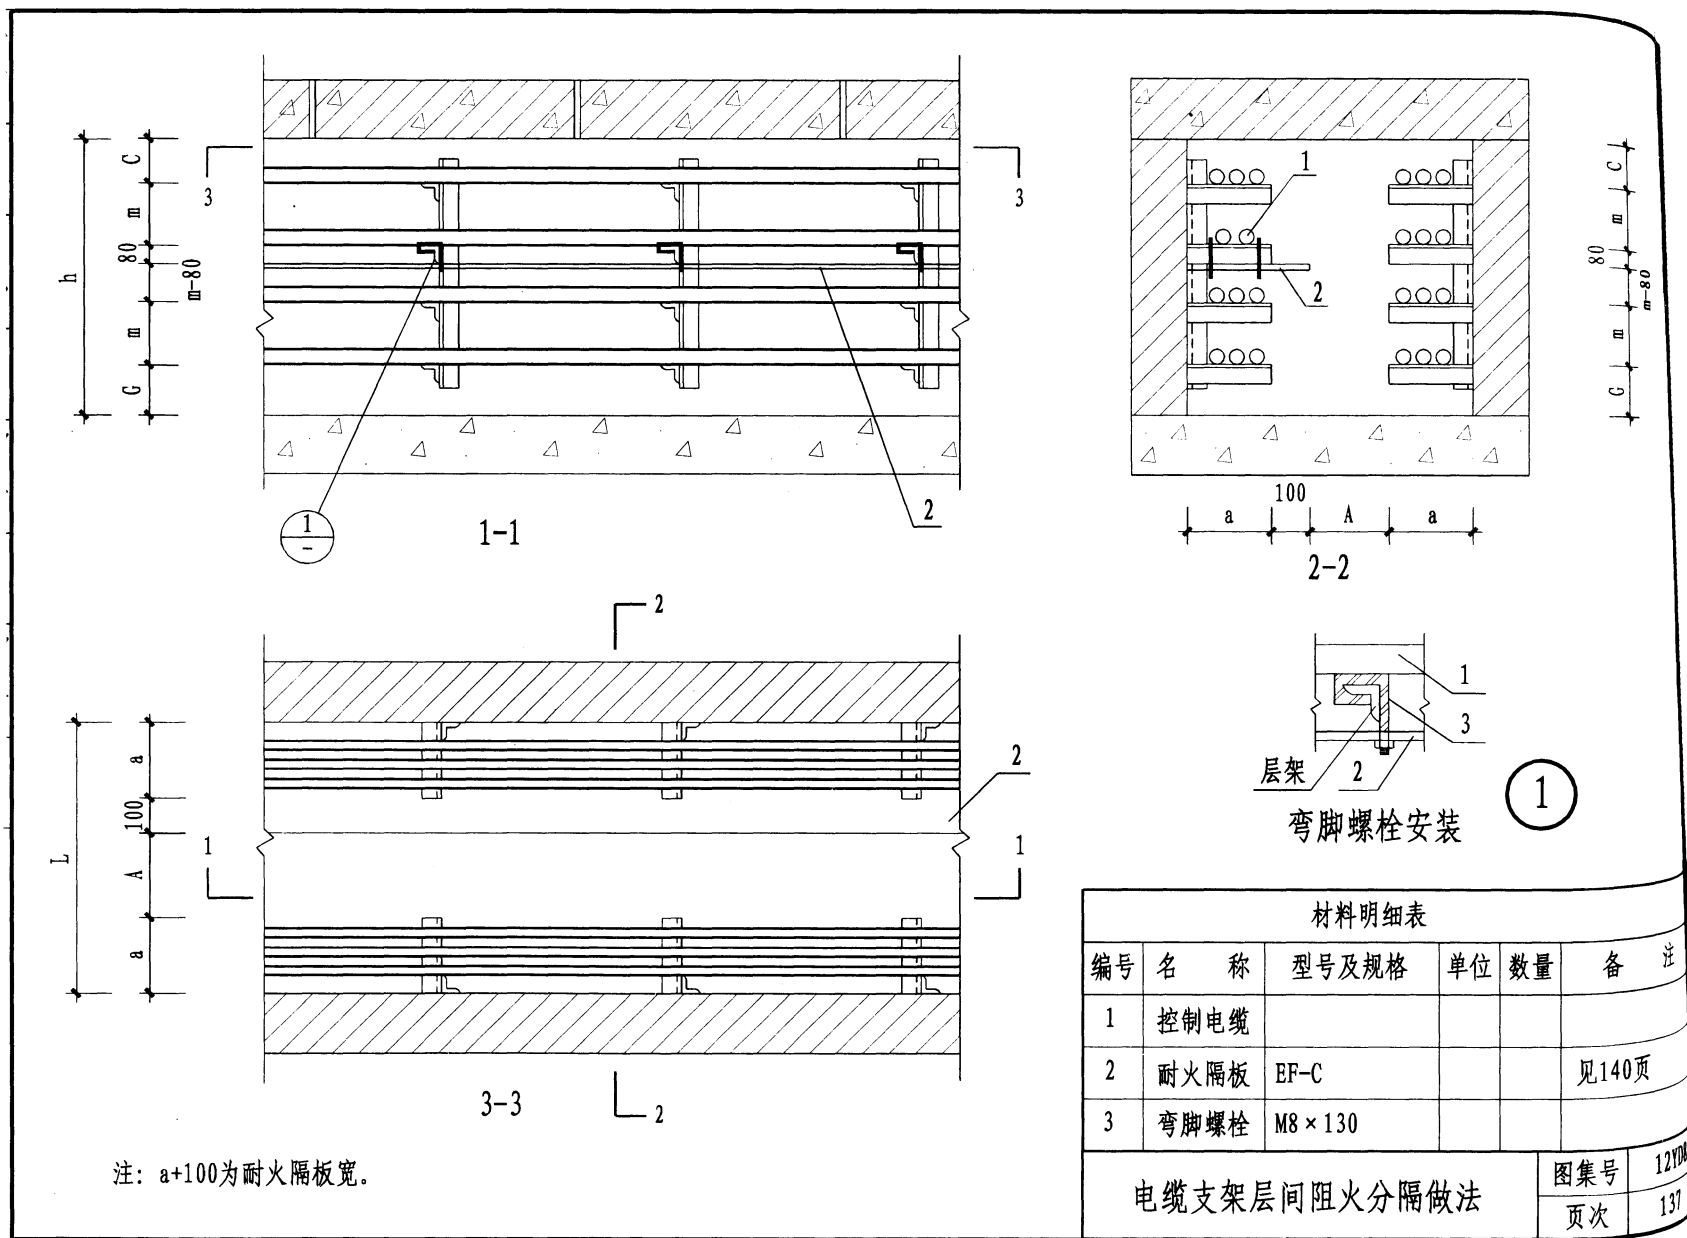 C
m
80
m-80
m
G
h
3
3
1
—
2
1-1
1
2
C
m
80
m-80
m
G
100
a
A
a
2-2
2
a
100
A
a
L
1
1
2
2
3-3
1
3
层架
2
弯脚螺栓安装
1
注: a+100为耐火隔板宽。
材料明细表
编号 名 称 型号及规格 单位 数量 备 注
1 控制电缆
2 耐火隔板 EF-C 见140页
3 弯脚螺栓 M8×130
电缆支架层间阻火分隔做法
图集号 12YD8
页次 137